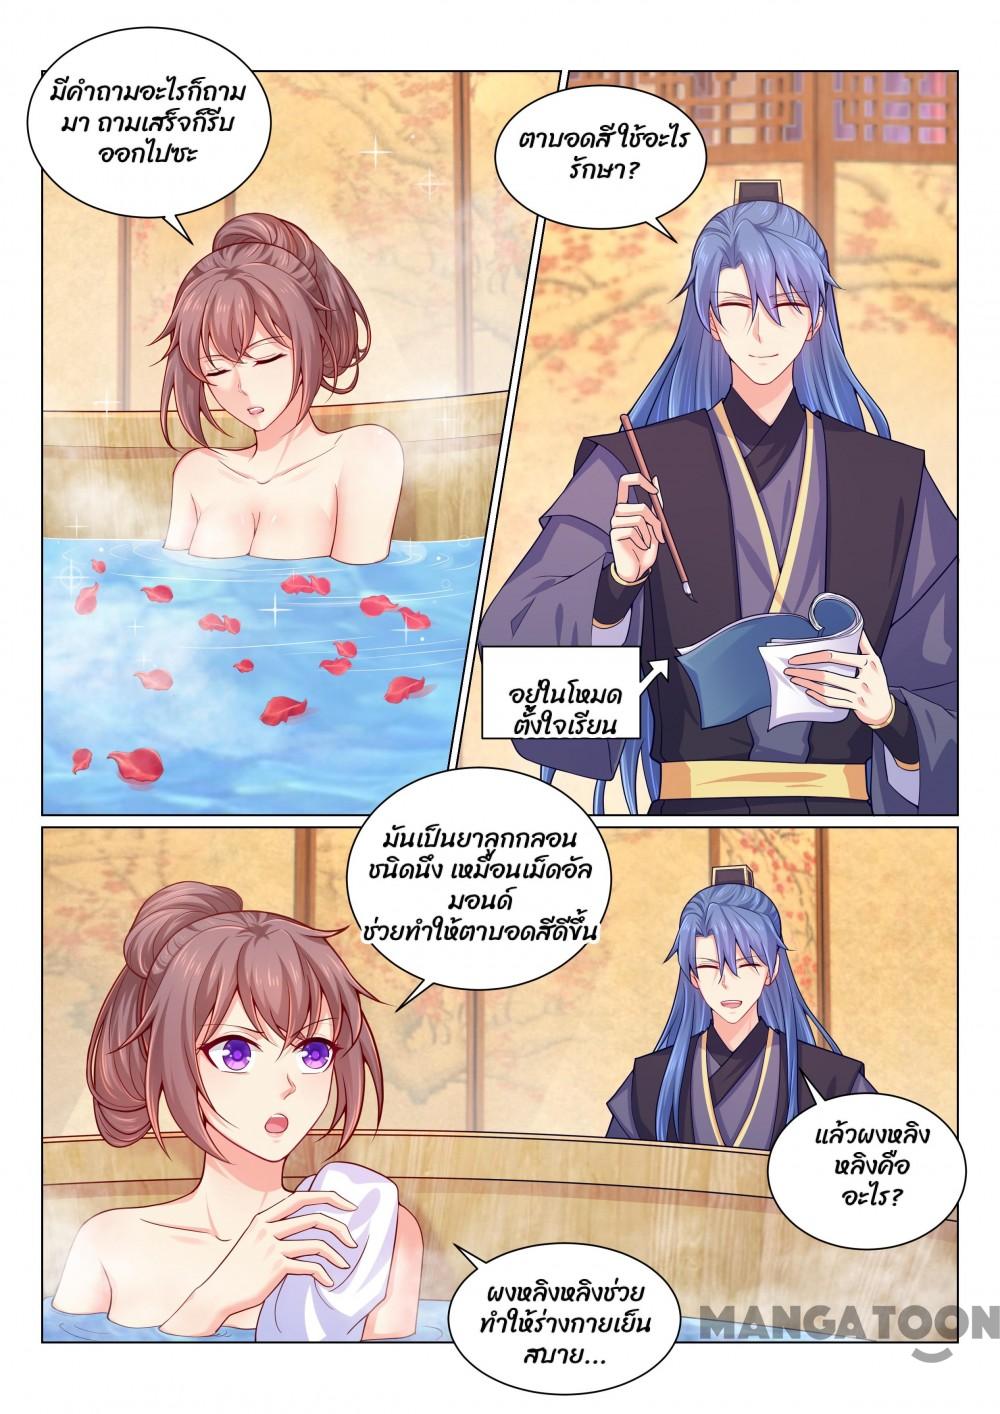 มีคำถามอะไรก็ถาม
มา ถามเสร็จก็รีบ
ออกไปซะ
ตาบอดสี ใช้อะไร
รักษา?
อยู่ในโหมด
ตั้งใจเรียน
มันเป็นยาลูกกลอน
ชนิดนึง เหมือนเม็ดอัล
มอนด์
ช่วยทำให้ตาบอดสีดีขึ้น
แล้วผงหลิง
หลิงคือ
อะไร?
ผงหลิงหลิงช่วย
ทำให้ร่างกายเย็น
สบาย...
MANGATOON